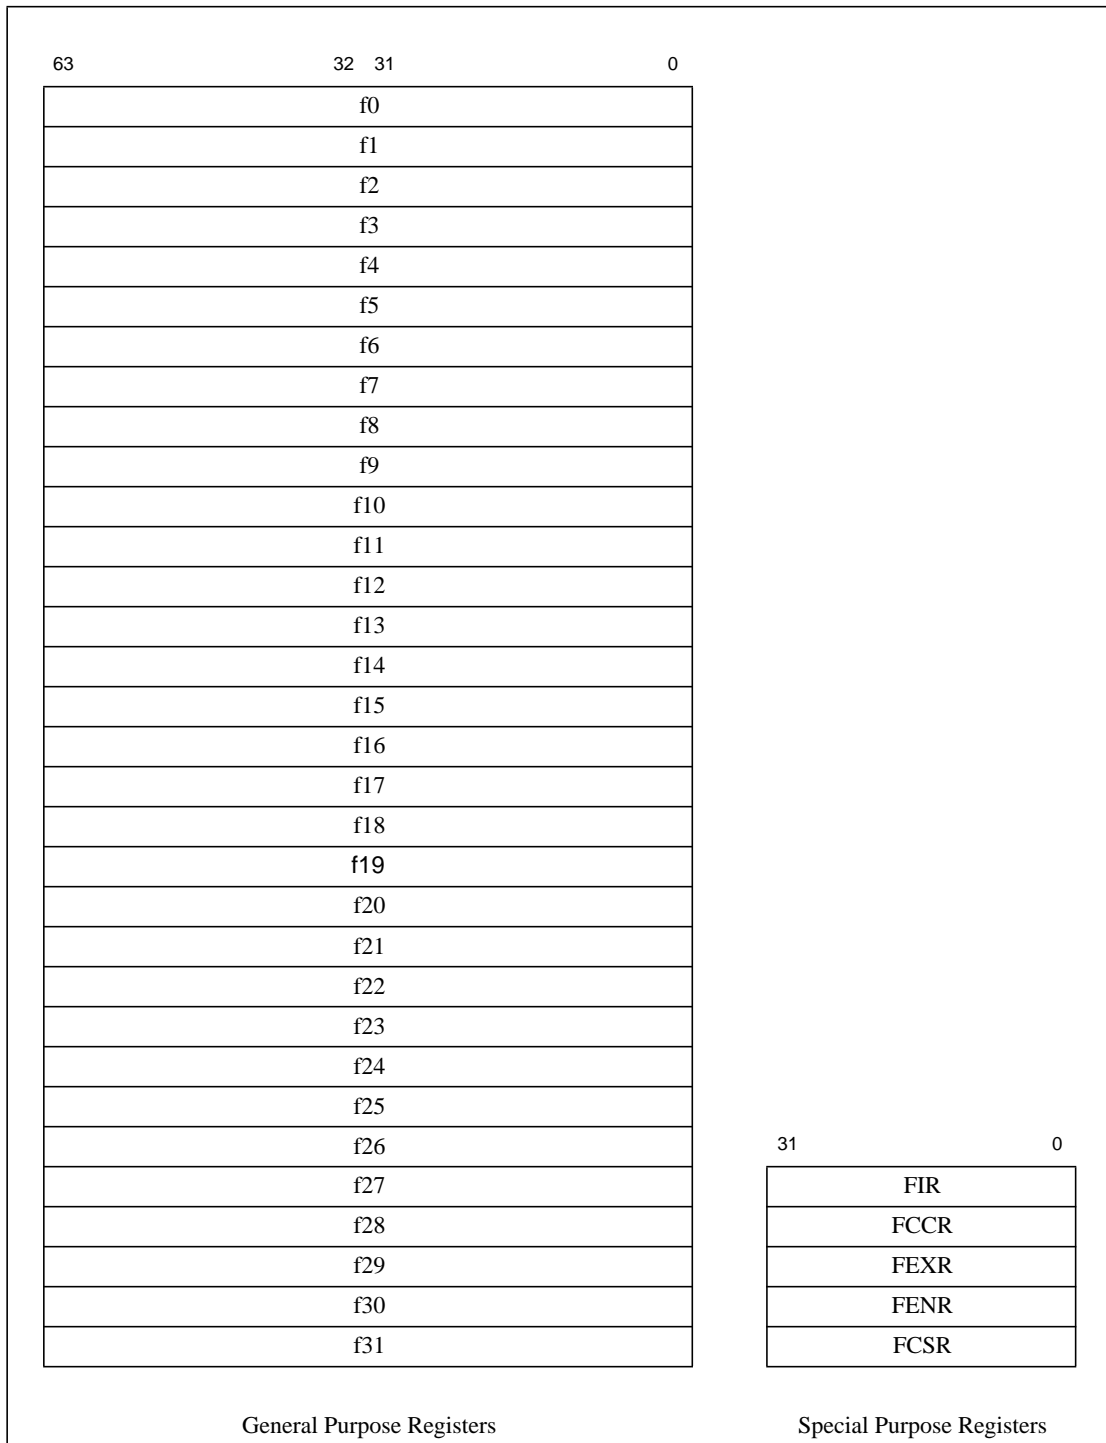 63 32 31 0
f0
f1
f2
f3
f4
f5
f6
f7
f8
f9
f10
f11
f12
f13
f14
f15
f16
f17
f18
f19
f20
f21
f22
f23
f24
f25
f26
f27
f28
f29
f30
f31
General Purpose Registers
31 0
FIR
FCCR
FEXR
FENR
FCSR
Special Purpose Registers